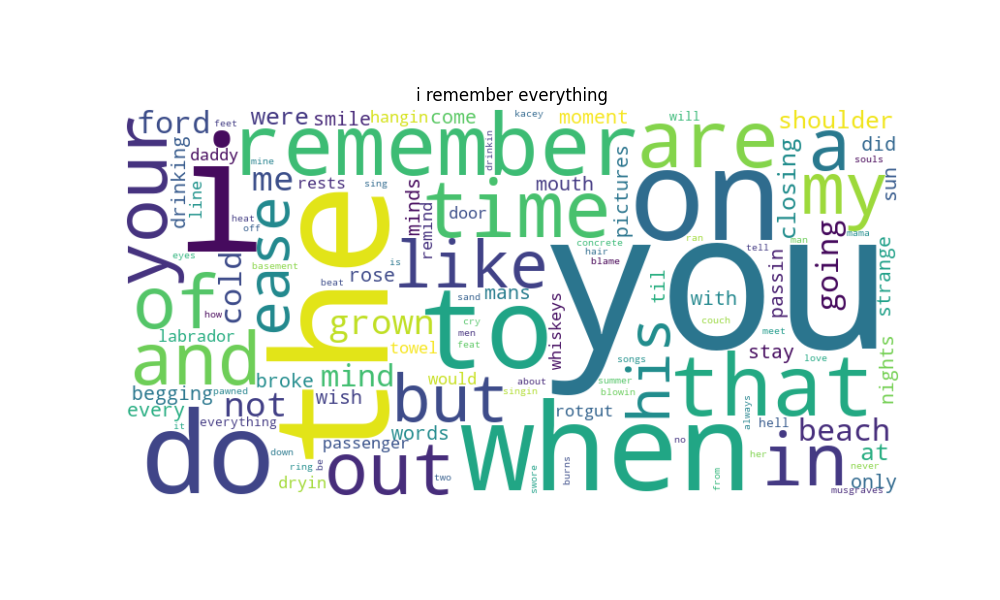 i remember everything
ford
feet
were
smile
hangin
come
kacey
moment
will
shoulder
your
i
remember
are
a
did
daddy
drinking
mine
drinkin
souls
line
me
rests
sing
minds
mouth
pictures
closing
my
sun
on
time
door
remind
heat
off
ease
the
like
you
concrete
hair
blame
ran
tell
man
mama
going
passin
strange
eyes
basement
cold
rose
is
beat
of
how
grown
to
sand
mans
til
with
and
labrador
cry
men
feat
whiskeys
his
couch
meet
towel
songs
stay
love
that
nights
begging
pawned
broke
mind
wish
but
would
singin
about
summer
blowin
every
it
not
everything
do
passenger
words
when
rotgut
always
hell
beach
in
at
no
her
never
only
down
ring
be
dryin
out
two
swore
burns
from
musgraves